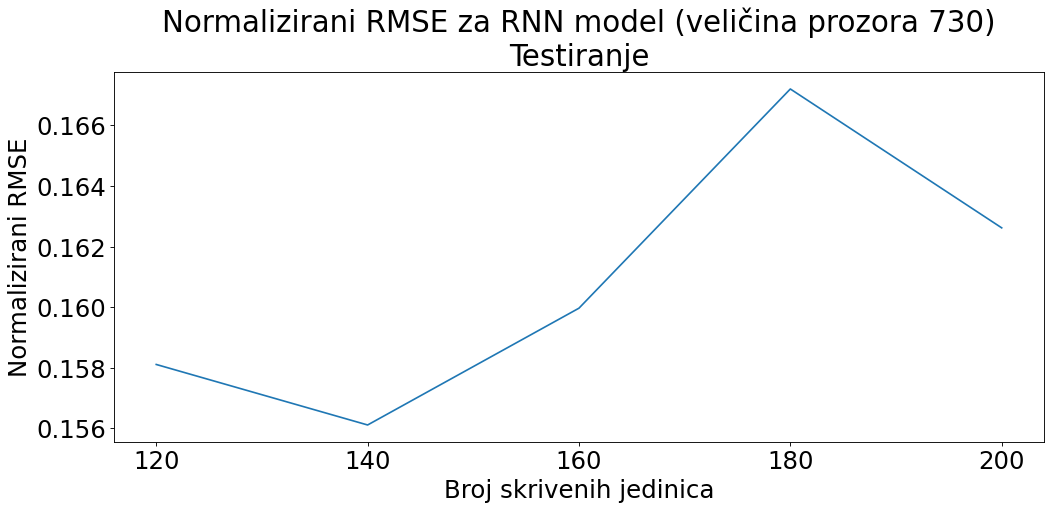 Normalizirani RMSE za RNN model (veličina prozora 730)
Testiranje
Normalizirani RMSE
0.166
0.164
0.162
0.160
0.158
0.156
120 140 160 180 200
Broj skrivenih jedinica